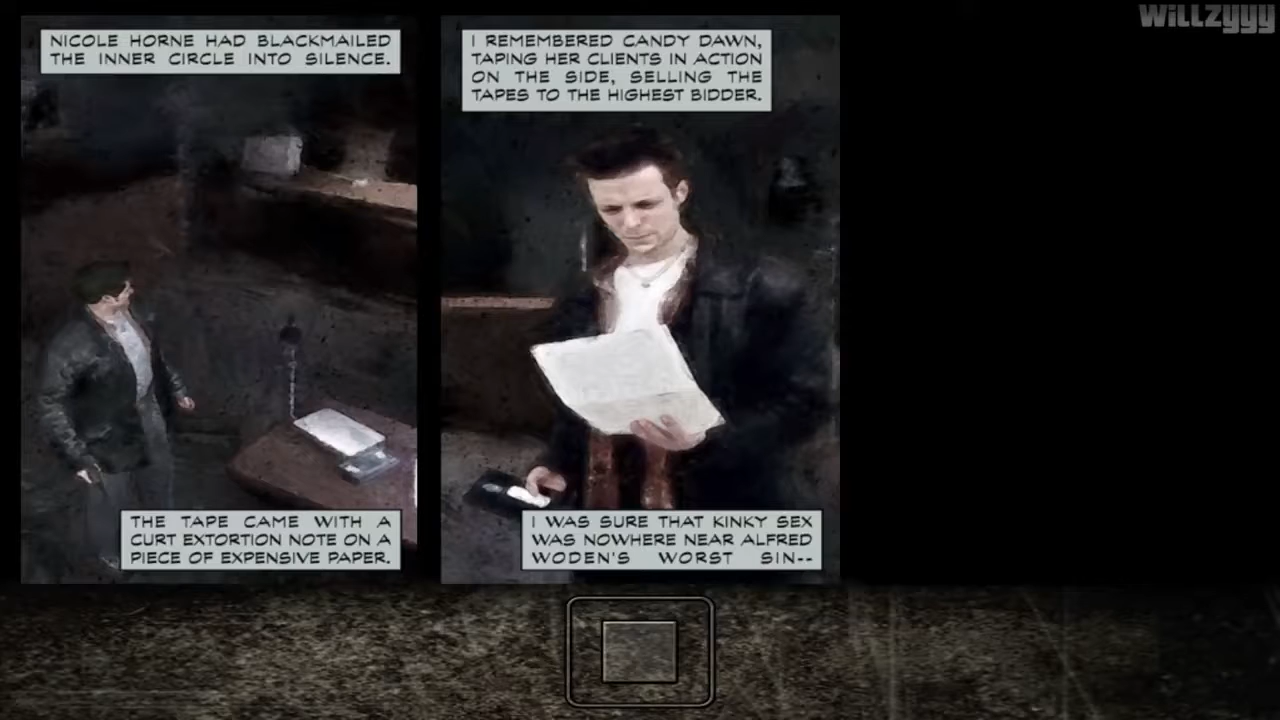 WillZyyy
NICOLE HORNE HAD BLACKMAILED
THE INNER CIRCLE INTO SILENCE.
THE TAPE CAME WITH A
CURT EXTORTION NOTE ON A
PIECE OF EXPENSIVE PAPER.
I REMEMBERED CANDY DAWN,
TAPING HER CLIENTS IN ACTION
ON THE SIDE, SELLING THE
TAPES TO THE HIGHEST BIDDER.
I WAS SURE THAT KINKY SEX
WAS NOWHERE NEAR ALFRED
WODEN'S WORST SIN--